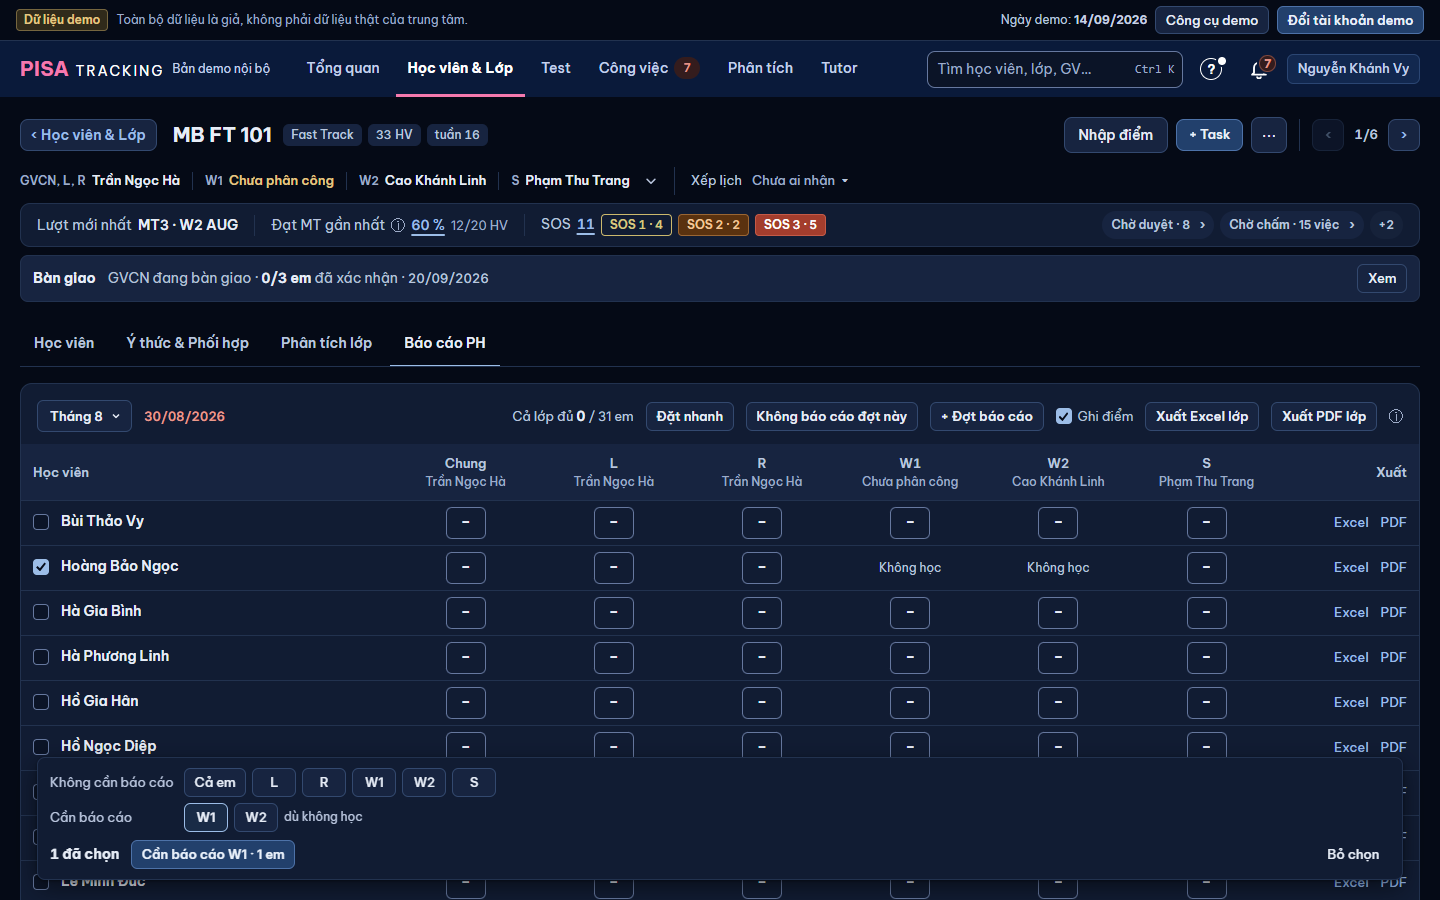 Dữ liệu demo Toàn bộ dữ liệu là giả, không phải dữ liệu thật của trung tâm. Ngày demo: 14/09/2026 Công cụ demo Đổi tài khoản demo
PISA TRACKING Bản demo nội bộ Tổng quan Học viên & Lớp Test Công việc 7 Phân tích Tutor Tìm học viên, lớp, GV... Ctrl K ? 7 Nguyễn Khánh Vy
‹ Học viên & Lớp MB FT 101 Fast Track 33 HV tuần 16 Nhập điểm + Task ... ‹ 1/6 ›
GVCN, L, R Trần Ngọc Hà W1 Chưa phân công W2 Cao Khánh Linh S Phạm Thu Trang Xếp lịch Chưa ai nhận
Lượt mới nhất MT3 · W2 AUG Đạt MT gần nhất 60 % 12/20 HV SOS 11 SOS 1 · 4 SOS 2 · 2 SOS 3 · 5 Chờ duyệt · 8 › Chờ chấm · 15 việc › +2
Bàn giao GVCN đang bàn giao · 0/3 em đã xác nhận · 20/09/2026 Xem
Học viên Ý thức & Phối hợp Phân tích lớp Báo cáo PH
Tháng 8 30/08/2026 Cả lớp đủ 0 / 31 em Đặt nhanh Không báo cáo đợt này + Đợt báo cáo Ghi điểm Xuất Excel lớp Xuất PDF lớp
Học viên Chung L R W1 W2 S Xuất
Trần Ngọc Hà Trần Ngọc Hà Trần Ngọc Hà Chưa phân công Cao Khánh Linh Phạm Thu Trang
Bùi Thảo Vy – – – – – – Excel PDF
Hoàng Bảo Ngọc – – – Không học Không học – Excel PDF
Hà Gia Bình – – – – – – Excel PDF
Hà Phương Linh – – – – – – Excel PDF
Hồ Gia Hân – – – – – – Excel PDF
Hồ Ngọc Diệp – – – – – – Excel PDF
Không cần báo cáo Cả em L R W1 W2 S
Cần báo cáo W1 W2 dù không học
1 đã chọn Cần báo cáo W1 · 1 em Bỏ chọn
Lê Minh Đức – – – – – – Excel PDF